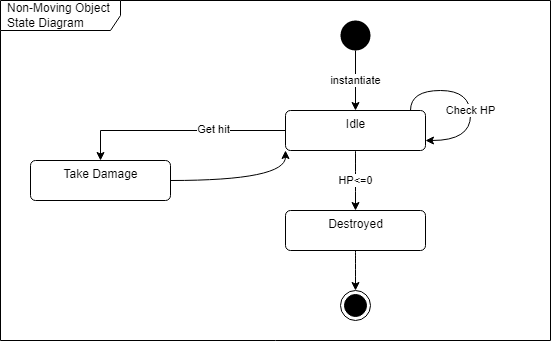 Non-Moving Object
State Diagram
instantiate
Check HP
Idle
Get hit
Take Damage
HP<=0
Destroyed